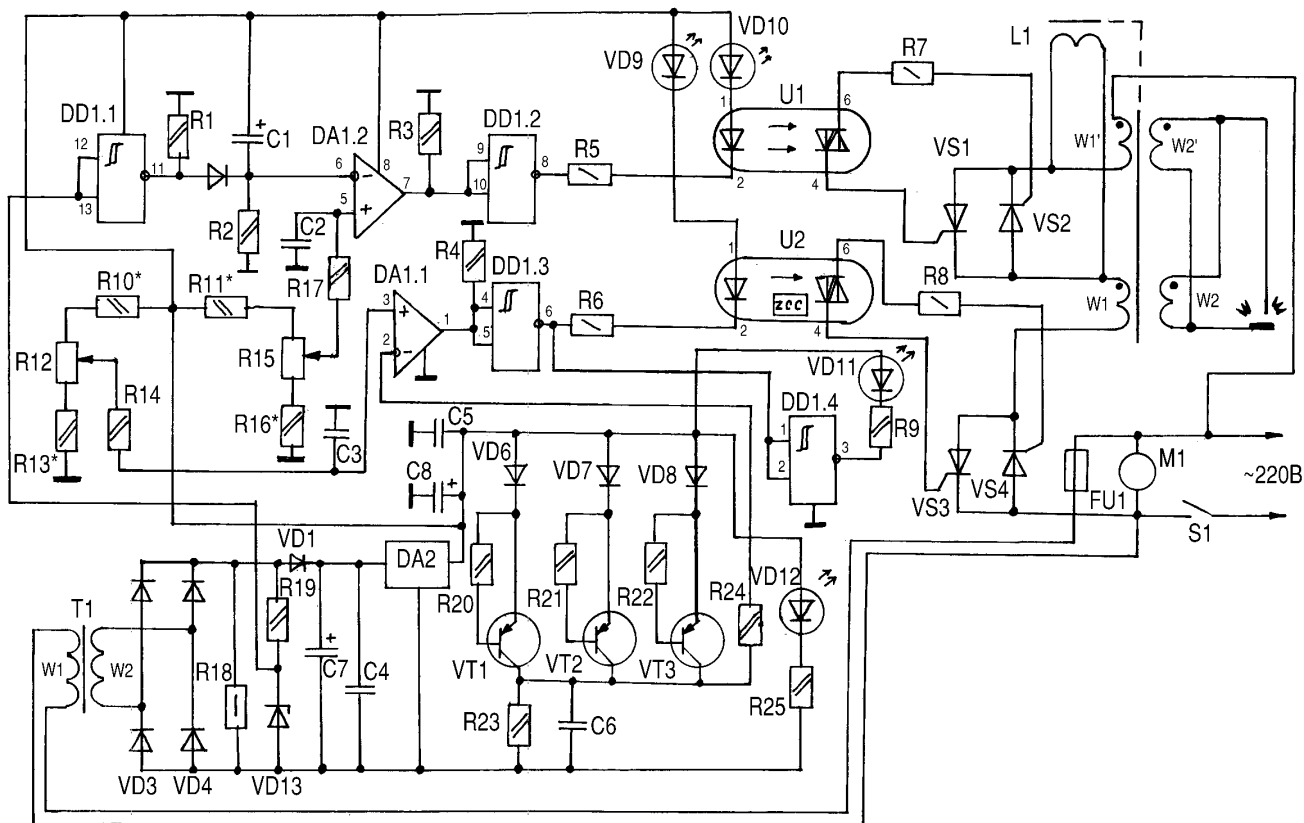 VD10
L1
VD9
R7
DD1.1
R1
C1
DA1.2
R3
DD1.2
U1
1
6
12
11
13
6
8
7
5
9
10
8
R5
2
4
VS1
VS2
W1'
W2'
R2
C2
R17
R4
DD1.3
DA1.1
3
2
1
4
5
6
R6
1
U2
6
zcc
2
4
R8
W1
W2
R10*
R11*
R12
R15
R14
R13*
R16*
C3
VD11
DD1.4
1
2
3
R9
C5
C8
VD6
VD7
VD8
VS3
VS4
FU1
M1
~220В
S1
VD1
DA2
T1
R19
R20
R21
R22
R24
VD12
W1
W2
R18
C7
C4
VT1
VT2
VT3
R25
R23
C6
VD3
VD4
VD13